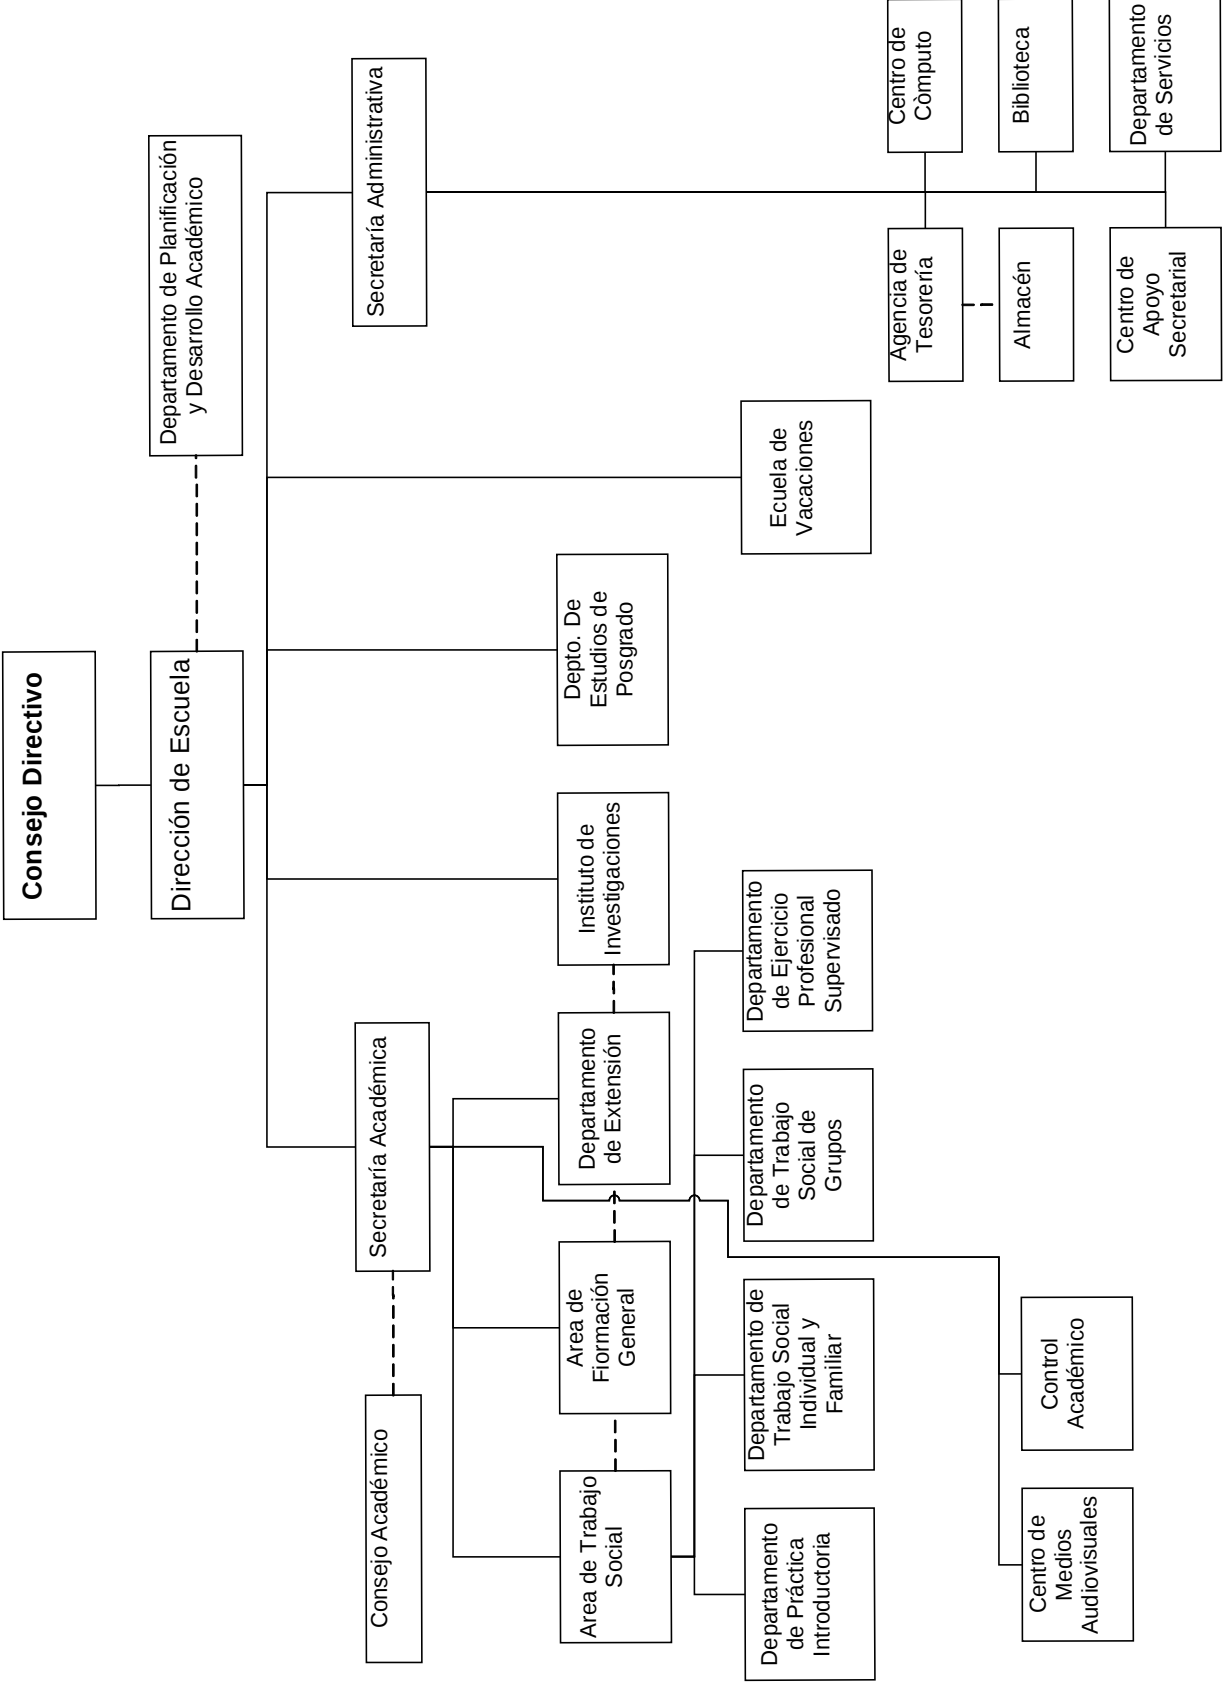 Consejo Directivo
Dirección de Escuela
Departamento de Planificación
y Desarrollo Académico
Consejo Académico
Secretaría Académica
Secretaría Administrativa
Area de Trabajo
Social
Area de
Fiormación
General
Departamento
de Extensión
Instituto de
Investigaciones
Depto. De
Estudios de
Posgrado
Departamento
de Práctica
Introductoria
Departamento de
Trabajo Social
Individual y
Familiar
Departamento
de Trabajo
Social de
Grupos
Departamento
de Ejercicio
Profesional
Supervisado
Ecuela de
Vacaciones
Agencia de
Tesorería
Centro de
Còmputo
Almacén
Biblioteca
Centro de
Apoyo
Secretarial
Departamento
de Servicios
Centro de
Medios
Audiovisuales
Control
Académico